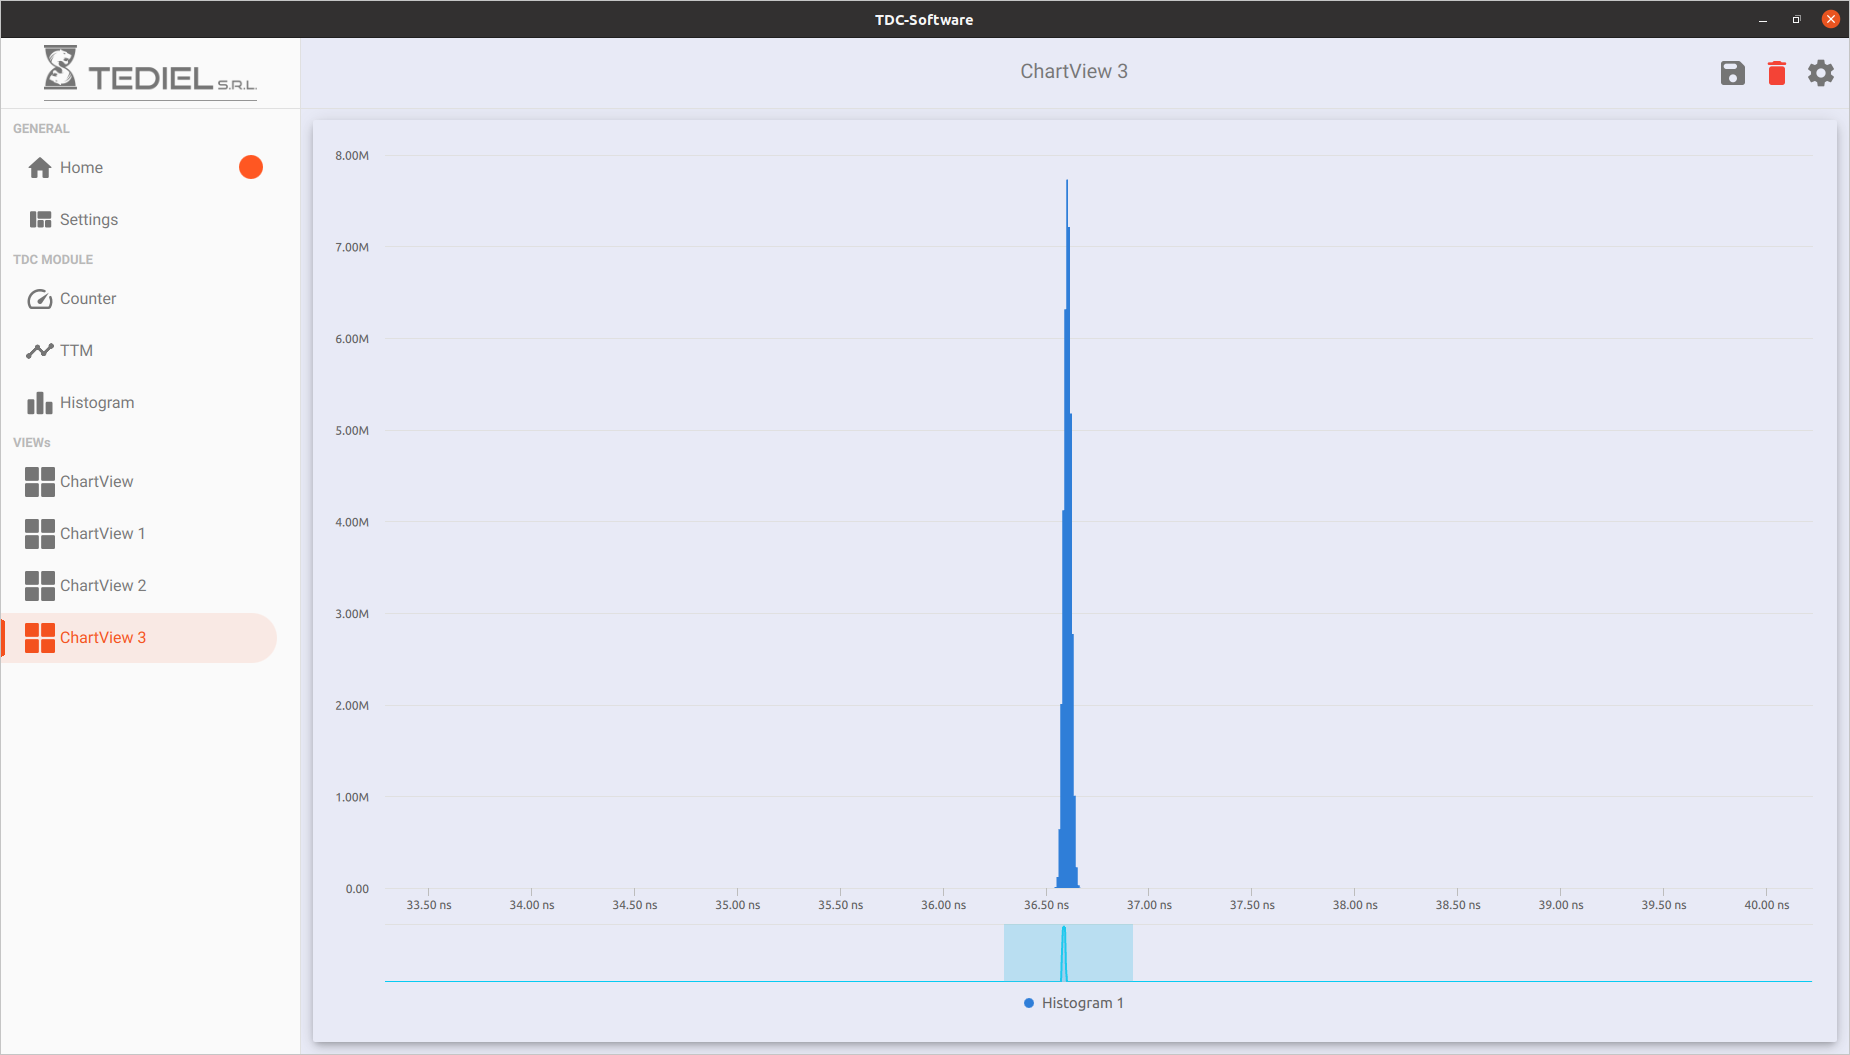 TDC-Software
TEDIEL S.R.L.
ChartView 3
GENERAL
Home
Settings
TDC MODULE
Counter
TTM
Histogram
VIEWs
ChartView
ChartView 1
ChartView 2
ChartView 3
8.00M
7.00M
6.00M
5.00M
4.00M
3.00M
2.00M
1.00M
0.00
33.50 ns 34.00 ns 34.50 ns 35.00 ns 35.50 ns 36.00 ns 36.50 ns 37.00 ns 37.50 ns 38.00 ns 38.50 ns 39.00 ns 39.50 ns 40.00 ns
Histogram 1